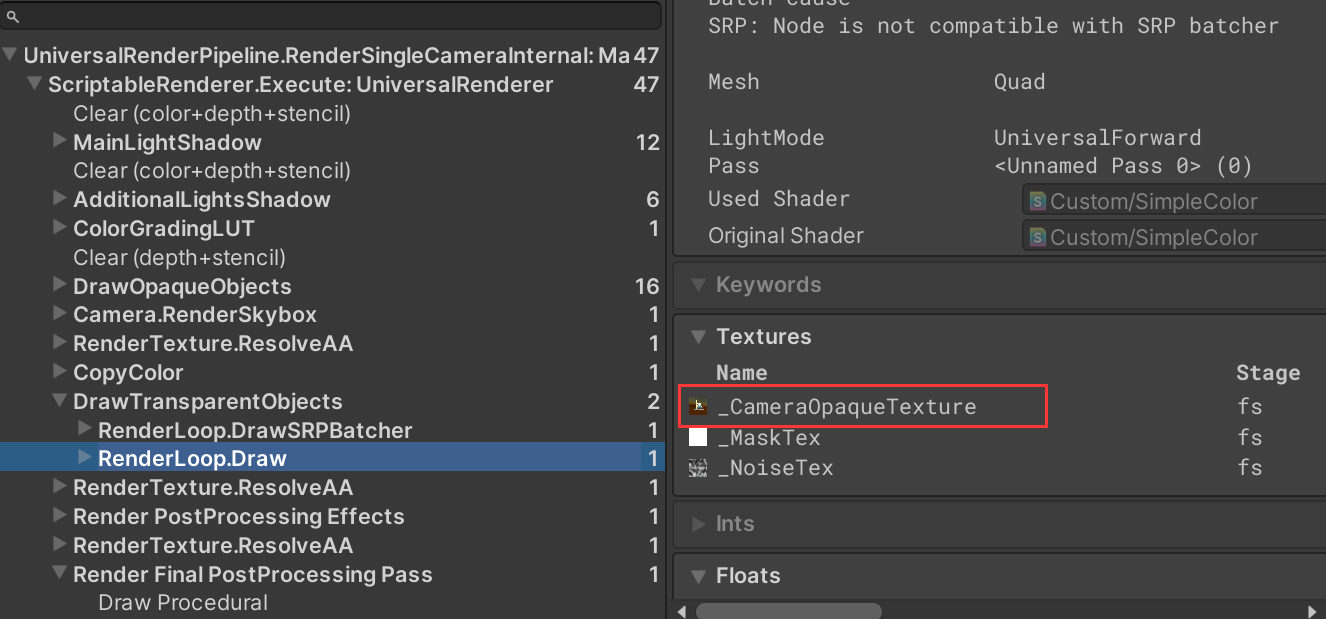 UniversalRenderPipeline.RenderSingleCameraInternal: Ma 47
ScriptableRenderer.Execute: UniversalRenderer 47
Clear (color+depth+stencil)
MainLightShadow 12
Clear (color+depth+stencil)
AdditionalLightsShadow 6
ColorGradingLUT 1
Clear (depth+stencil)
DrawOpaqueObjects 16
Camera.RenderSkybox 1
RenderTexture.ResolveAA 1
CopyColor 1
DrawTransparentObjects 2
RenderLoop.DrawSRPBatcher 1
RenderLoop.Draw 1
RenderTexture.ResolveAA 1
Render PostProcessing Effects 1
RenderTexture.ResolveAA 1
Render Final PostProcessing Pass 1
Draw Procedural
Batch cause
SRP: Node is not compatible with SRP batcher
Mesh Quad
LightMode UniversalForward
Pass <Unnamed Pass 0> (0)
Used Shader Custom/SimpleColor
Original Shader Custom/SimpleColor
Keywords
Textures
Name Stage
_CameraOpaqueTexture fs
_MaskTex fs
_NoiseTex fs
Ints
Floats